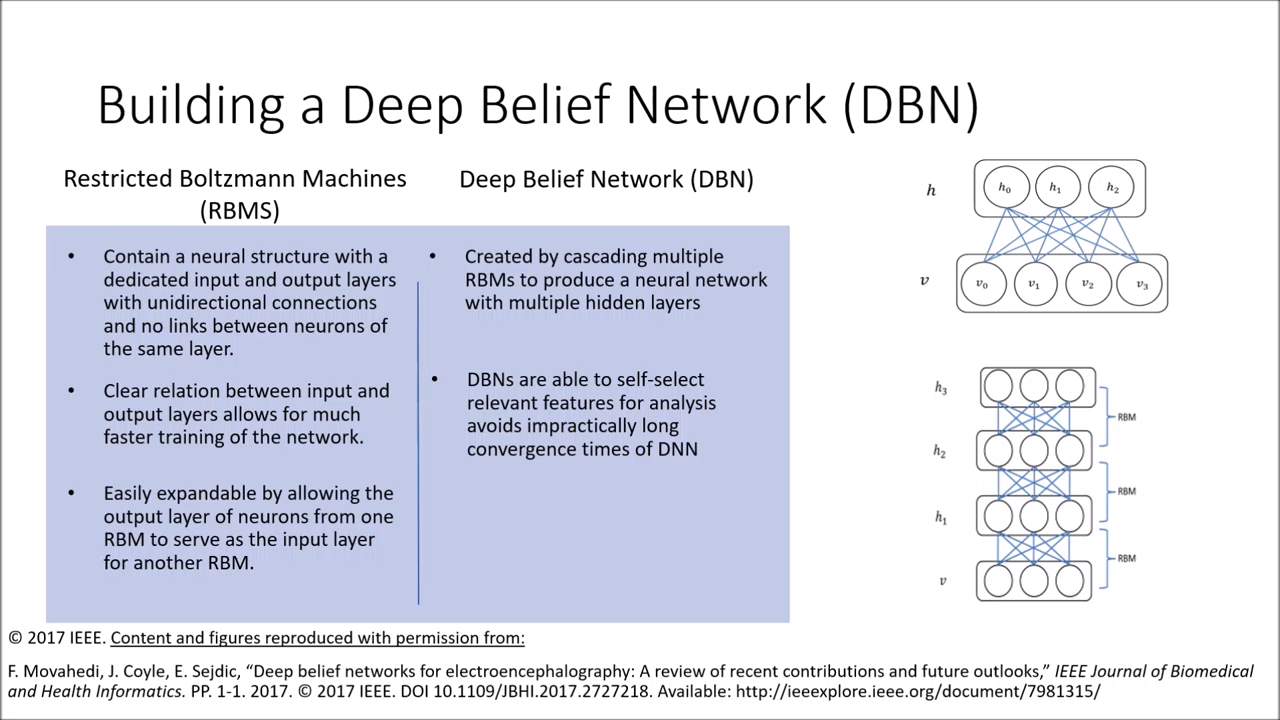 Building a Deep Belief Network (DBN)
Restricted Boltzmann Machines
(RBMS)
• Contain a neural structure with a
dedicated input and output layers
with unidirectional connections
and no links between neurons of
the same layer.
• Clear relation between input and
output layers allows for much
faster training of the network.
• Easily expandable by allowing the
output layer of neurons from one
RBM to serve as the input layer
for another RBM.
Deep Belief Network (DBN)
• Created by cascading multiple
RBMs to produce a neural network
with multiple hidden layers
• DBNs are able to self-select
relevant features for analysis
avoids impractically long
convergence times of DNN
h h₀ h₁ h₂
v v₀ v₁ v₂ v₃
h₃
RBM
h₂
RBM
h₁
RBM
v
© 2017 IEEE. Content and figures reproduced with permission from:
F. Movahedi, J. Coyle, E. Sejdic, “Deep belief networks for electroencephalography: A review of recent contributions and future outlooks,” IEEE Journal of Biomedical
and Health Informatics. PP. 1-1. 2017. © 2017 IEEE. DOI 10.1109/JBHI.2017.2727218. Available: http://ieeexplore.ieee.org/document/7981315/